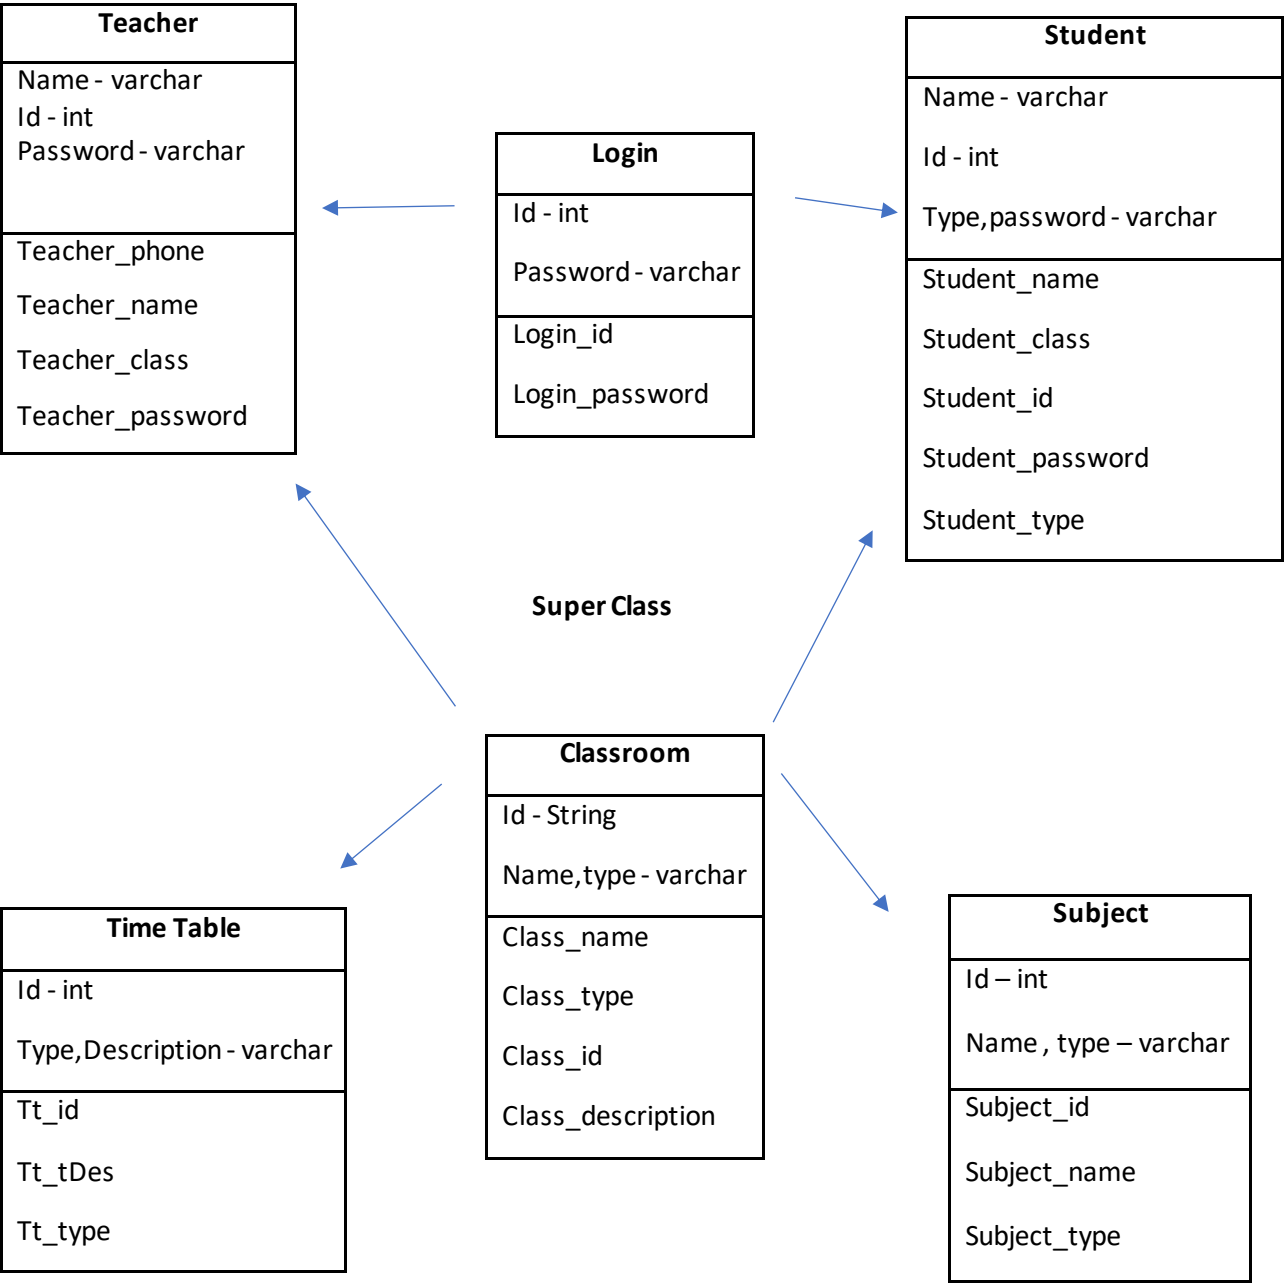 Teacher
Name - varchar
Id - int
Password - varchar
Teacher_phone
Teacher_name
Teacher_class
Teacher_password
Login
Id - int
Password - varchar
Login_id
Login_password
Student
Name - varchar
Id - int
Type,password - varchar
Student_name
Student_class
Student_id
Student_password
Student_type
Super Class
Classroom
Id - String
Name,type - varchar
Class_name
Class_type
Class_id
Class_description
Time Table
Id - int
Type,Description - varchar
Tt_id
Tt_tDes
Tt_type
Subject
Id – int
Name , type – varchar
Subject_id
Subject_name
Subject_type